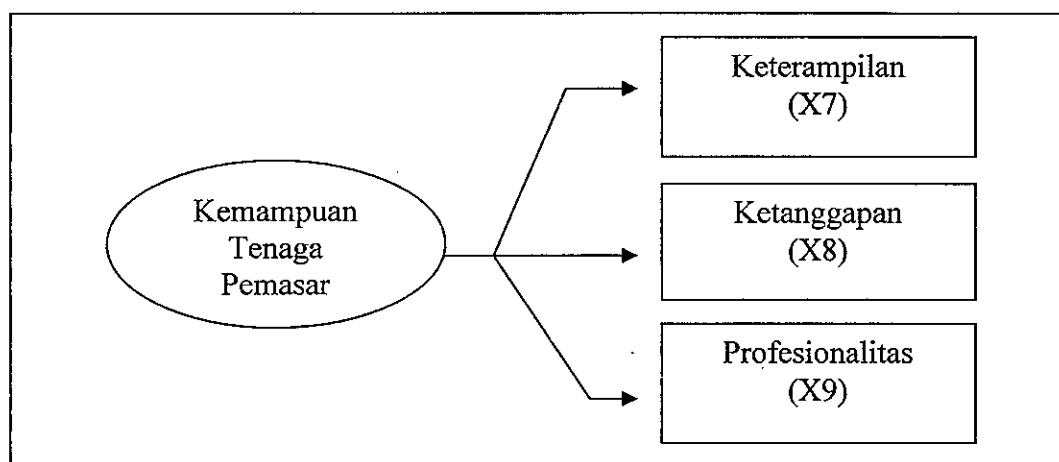 Kemampuan
Tenaga
Pemasar
Keterampilan
(X7)
Ketanggapan
(X8)
Profesionalitas
(X9)